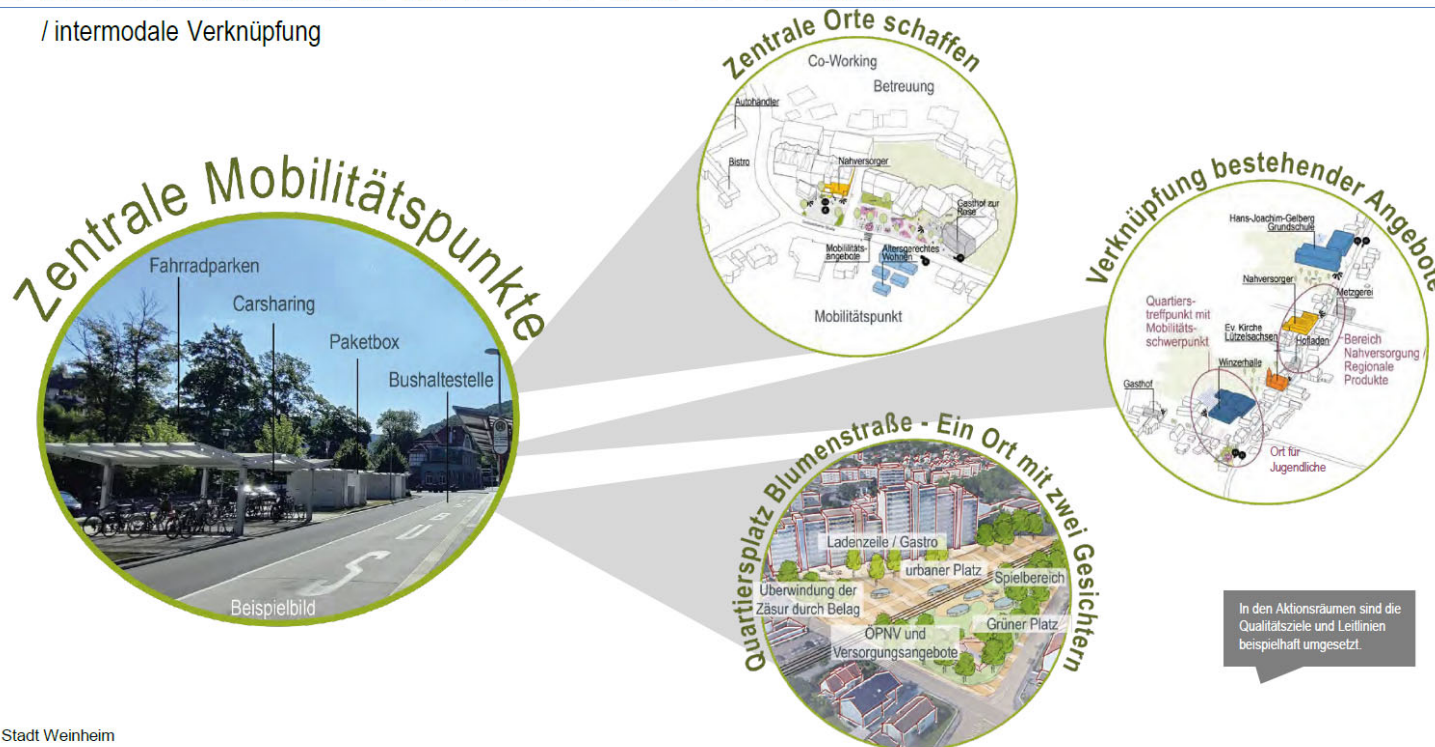 / intermodale Verknüpfung
Zentrale Mobilitätspunkte
Fahrradparken
Carsharing
Paketbox
Bushaltestelle
BUS
Beispielbild
Zentrale Orte schaffen
Co-Working
Betreuung
Autohändler
Bistro
Nahversorger
Gasthof zur
Rose
Mobilitäts-
angebote
Altersgerechtes
Wohnen
Mobilitätspunkt
Verknüpfung bestehender Angebote
Hans-Joachim-Gelberg
Grundschule
Nahversorger
Metzgerei
Quartiers-
treffpunkt mit
Mobilitäts-
schwerpunkt
Ev. Kirche
Lützelsachsen
Hofladen
Bereich
Nahversorgung /
Regionale
Produkte
Winzerhalle
Gasthof
Ort für
Jugendliche
Quartiersplatz Blumenstraße - Ein Ort mit zwei Gesichtern
Ladenzeile / Gastro
urbaner Platz
Spielbereich
Überwindung der
Zäsur durch Belag
Grüner Platz
ÖPNV und
Versorgungsangebote
In den Aktionsräumen sind die
Qualitätsziele und Leitlinien
beispielhaft umgesetzt.
Stadt Weinheim